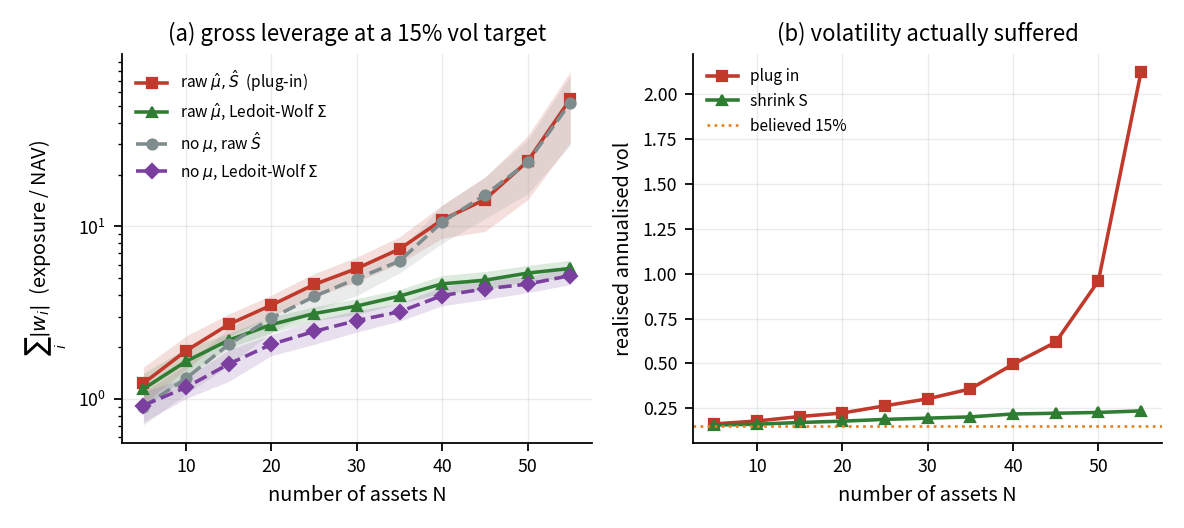 (a) gross leverage at a 15% vol target
raw μ̂, Ŝ (plug-in)
raw μ̂, Ledoit-Wolf Σ
no μ, raw Ŝ
no μ, Ledoit-Wolf Σ
∑ᵢ|wᵢ| (exposure / NAV)
10¹
10⁰
10
20
30
40
50
number of assets N
(b) volatility actually suffered
plug in
shrink S
believed 15%
realised annualised vol
2.00
1.75
1.50
1.25
1.00
0.75
0.50
0.25
10
20
30
40
50
number of assets N